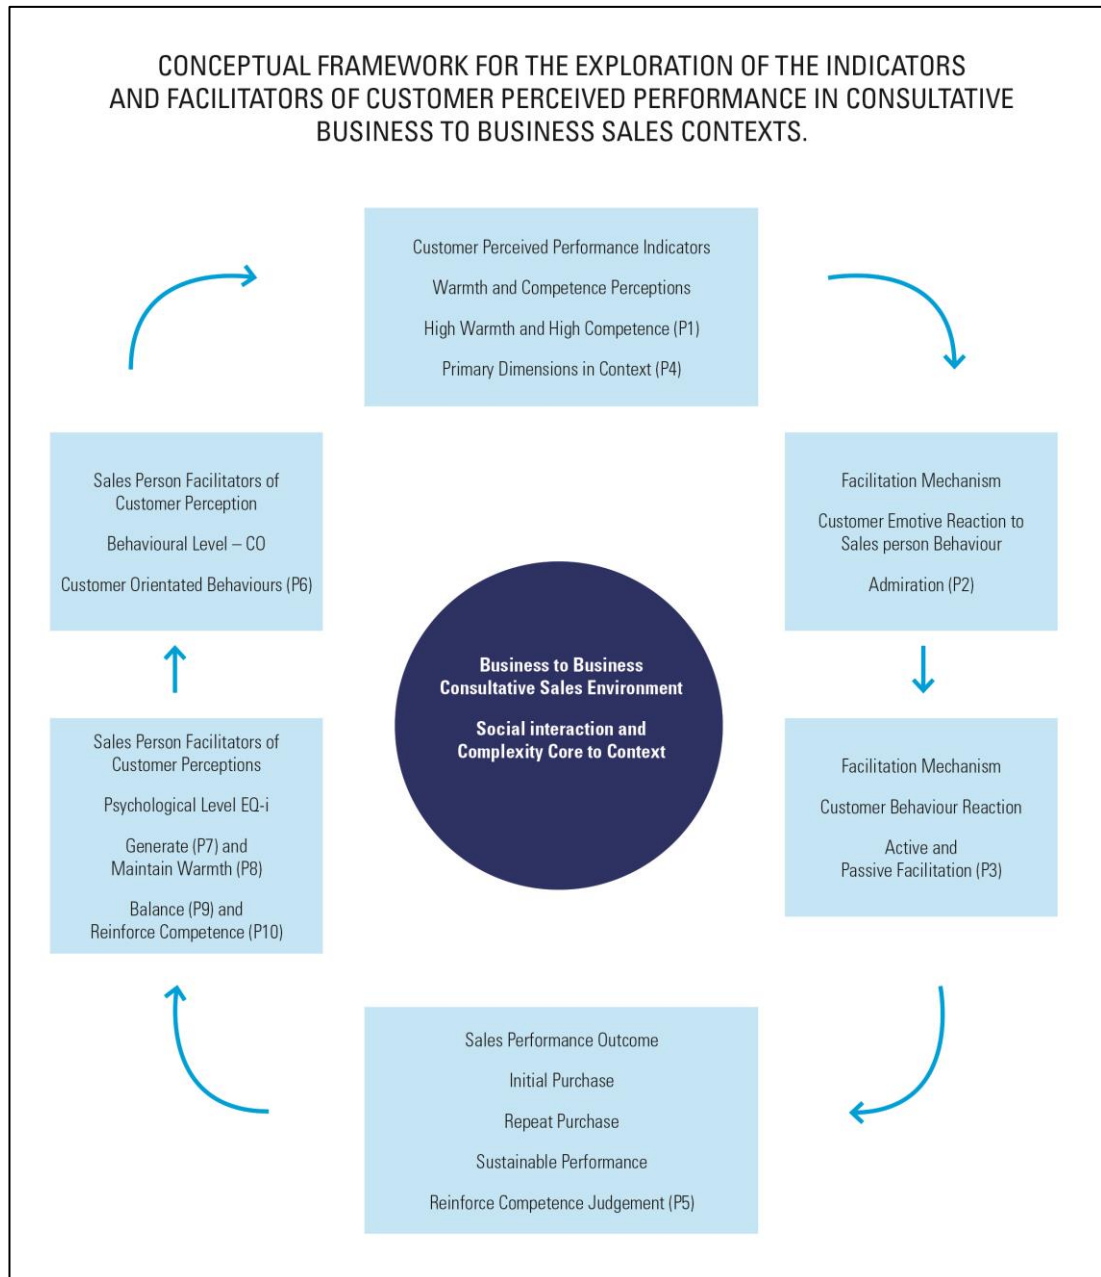 CONCEPTUAL FRAMEWORK FOR THE EXPLORATION OF THE INDICATORS
AND FACILITATORS OF CUSTOMER PERCEIVED PERFORMANCE IN CONSULTATIVE
BUSINESS TO BUSINESS SALES CONTEXTS.
Customer Perceived Performance Indicators
Warmth and Competence Perceptions
High Warmth and High Competence (P1)
Primary Dimensions in Context (P4)
Facilitation Mechanism
Customer Emotive Reaction to
Sales person Behaviour
Admiration (P2)
Facilitation Mechanism
Customer Behaviour Reaction
Active and
Passive Facilitation (P3)
Sales Performance Outcome
Initial Purchase
Repeat Purchase
Sustainable Performance
Reinforce Competence Judgement (P5)
Sales Person Facilitators of
Customer Perceptions
Psychological Level EQ-i
Generate (P7) and
Maintain Warmth (P8)
Balance (P9) and
Reinforce Competence (P10)
Sales Person Facilitators of
Customer Perception
Behavioural Level – CO
Customer Orientated Behaviours (P6)
Business to Business
Consultative Sales Environment
Social interaction and
Complexity Core to Context